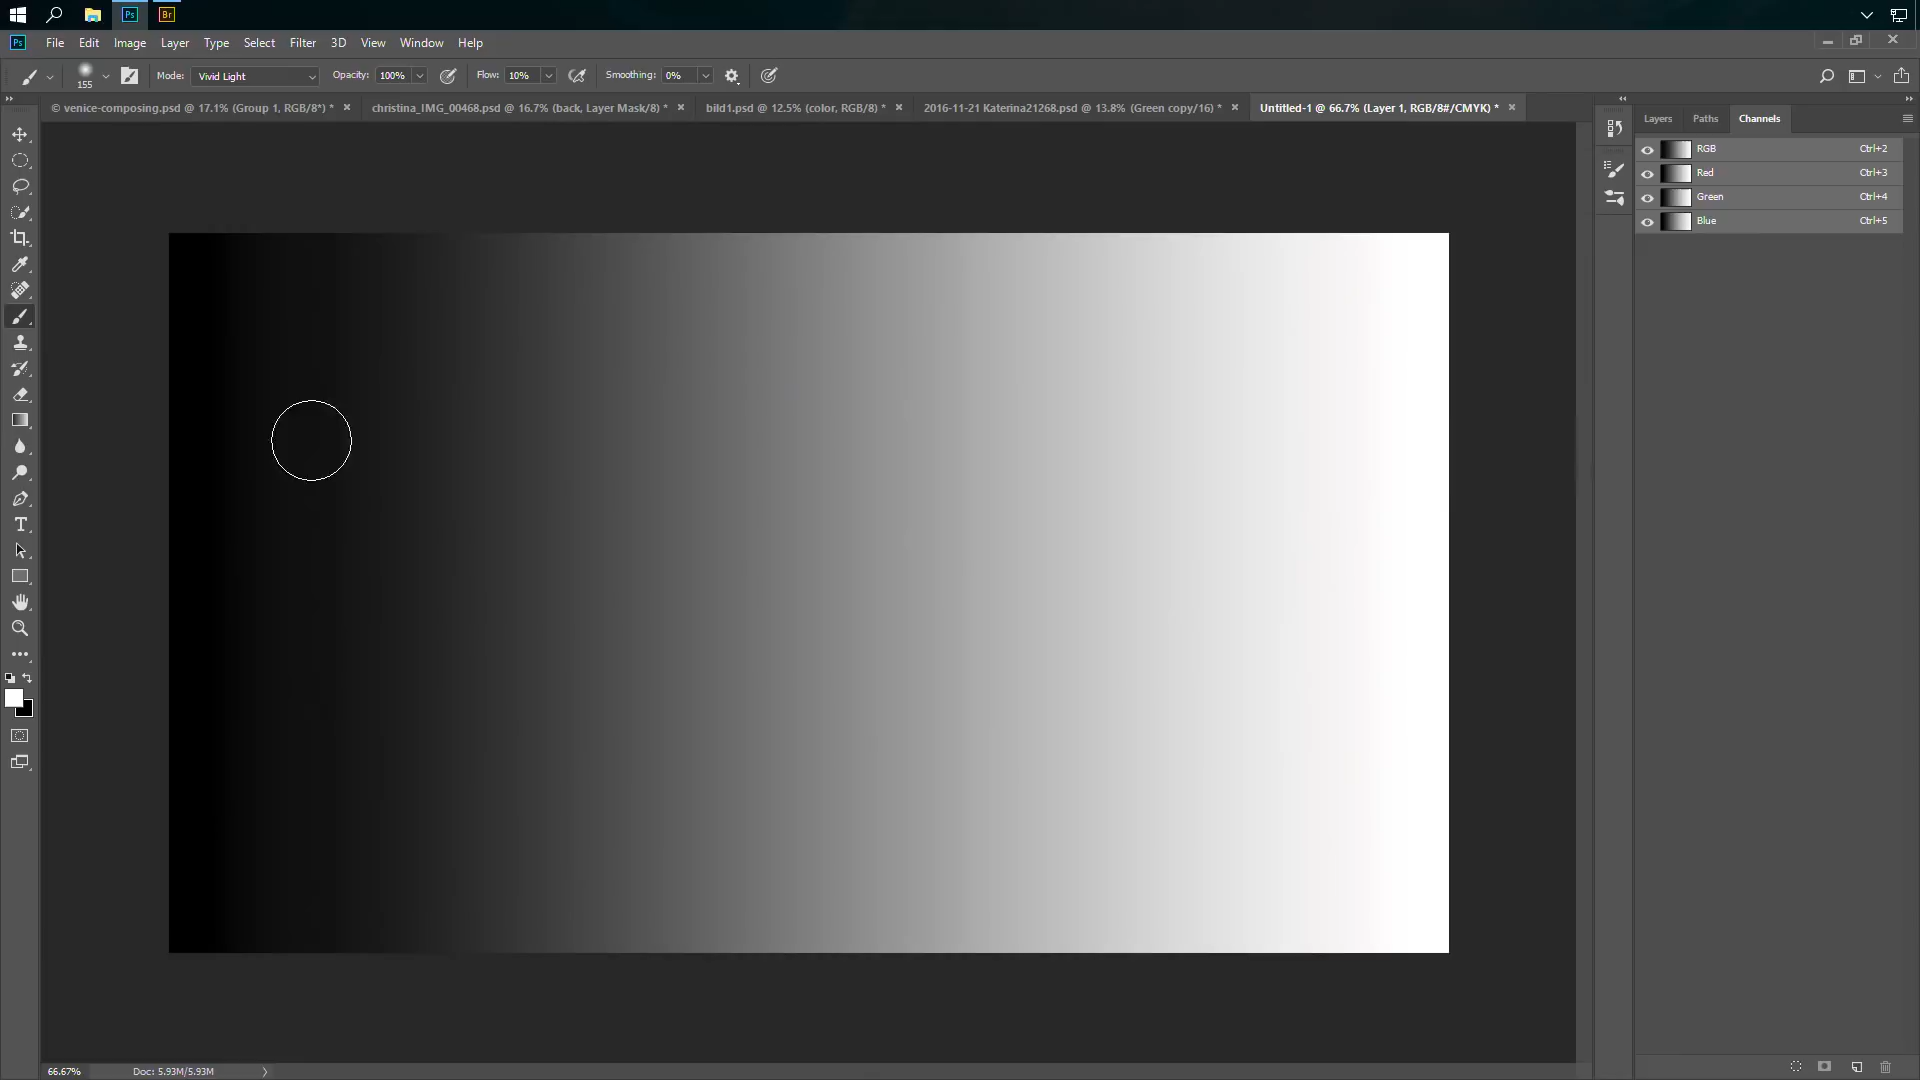 Ps Br
Ps File Edit Image Layer Type Select Filter 3D View Window Help
155 Mode: Vivid Light Opacity: 100% Flow: 10% Smoothing: 0%
© venice-composing.psd @ 17.1% (Group 1, RGB/8*) * christina_IMG_00468.psd @ 16.7% (back, Layer Mask/8) * bild1.psd @ 12.5% (color, RGB/8) * 2016-11-21 Katerina21268.psd @ 13.8% (Green copy/16) * Untitled-1 @ 66.7% (Layer 1, RGB/8#/CMYK) *
Layers Paths Channels
RGB Ctrl+2
Red Ctrl+3
Green Ctrl+4
Blue Ctrl+5
66.67% Doc: 5.93M/5.93M